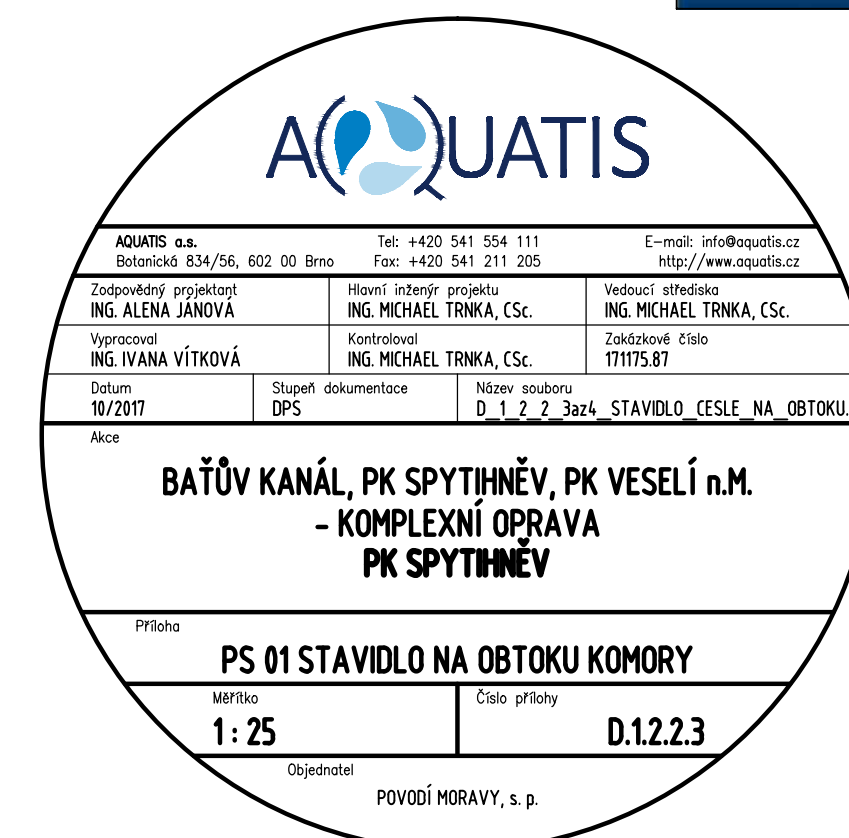 AQUATIS
AQUATIS a.s. Tel: +420 541 554 111 E-mail: info@aquatis.cz
Botanická 834/56, 602 00 Brno Fax: +420 541 211 205 http://www.aquatis.cz
Zodpovědný projektant Hlavní inženýr projektu Vedoucí střediska
ING. ALENA JÁNOVÁ ING. MICHAEL TRNKA, CSc. ING. MICHAEL TRNKA, CSc.
Vypracoval Kontroloval Zakázkové číslo
ING. IVANA VÍTKOVÁ ING. MICHAEL TRNKA, CSc. 171175.87
Datum Stupeň dokumentace Název souboru
10/2017 DPS D_1_2_2_3az4_STAVIDLO_CESLE_NA_OBTOKU.
Akce
BAŤŮV KANÁL, PK SPYTIHNĚV, PK VESELÍ n.M.
- KOMPLEXNÍ OPRAVA
PK SPYTIHNĚV
Příloha
PS 01 STAVIDLO NA OBTOKU KOMORY
Měřítko Číslo přílohy
1 : 25 D.1.2.2.3
Objednatel
POVODÍ MORAVY, s. p.